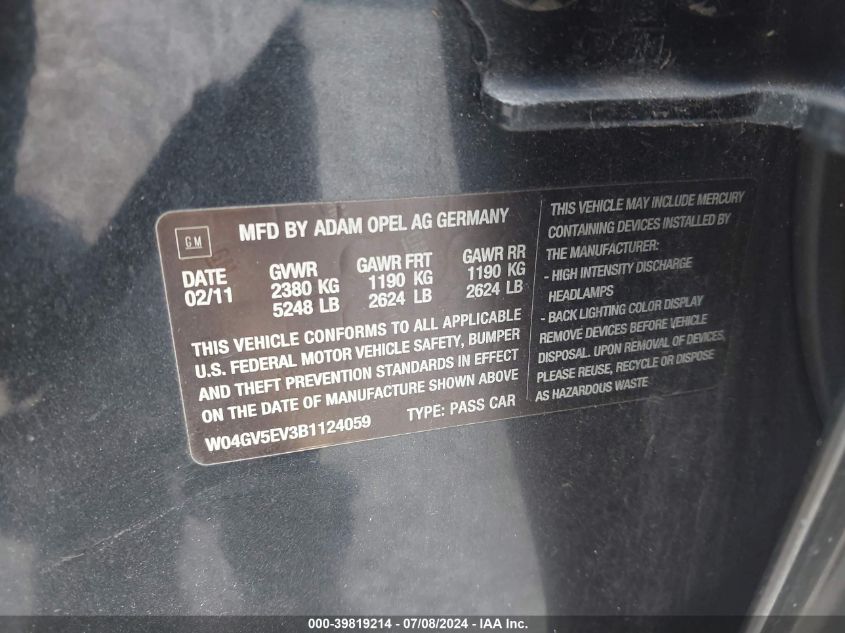 GM
MFD BY ADAM OPEL AG GERMANY
DATE GVWR GAWR FRT GAWR RR
02/11 2380 KG 1190 KG 1190 KG
5248 LB 2624 LB 2624 LB
THIS VEHICLE CONFORMS TO ALL APPLICABLE
U.S. FEDERAL MOTOR VEHICLE SAFETY, BUMPER
AND THEFT PREVENTION STANDARDS IN EFFECT
ON THE DATE OF MANUFACTURE SHOWN ABOVE
W04GV5EV3B1124059 TYPE: PASS CAR
THIS VEHICLE MAY INCLUDE MERCURY
CONTAINING DEVICES INSTALLED BY
THE MANUFACTURER:
- HIGH INTENSITY DISCHARGE
HEADLAMPS
- BACK LIGHTING COLOR DISPLAY
REMOVE DEVICES BEFORE VEHICLE
DISPOSAL. UPON REMOVAL OF DEVICES,
PLEASE REUSE, RECYCLE OR DISPOSE
AS HAZARDOUS WASTE
000-39819214 - 07/08/2024 - IAA Inc.